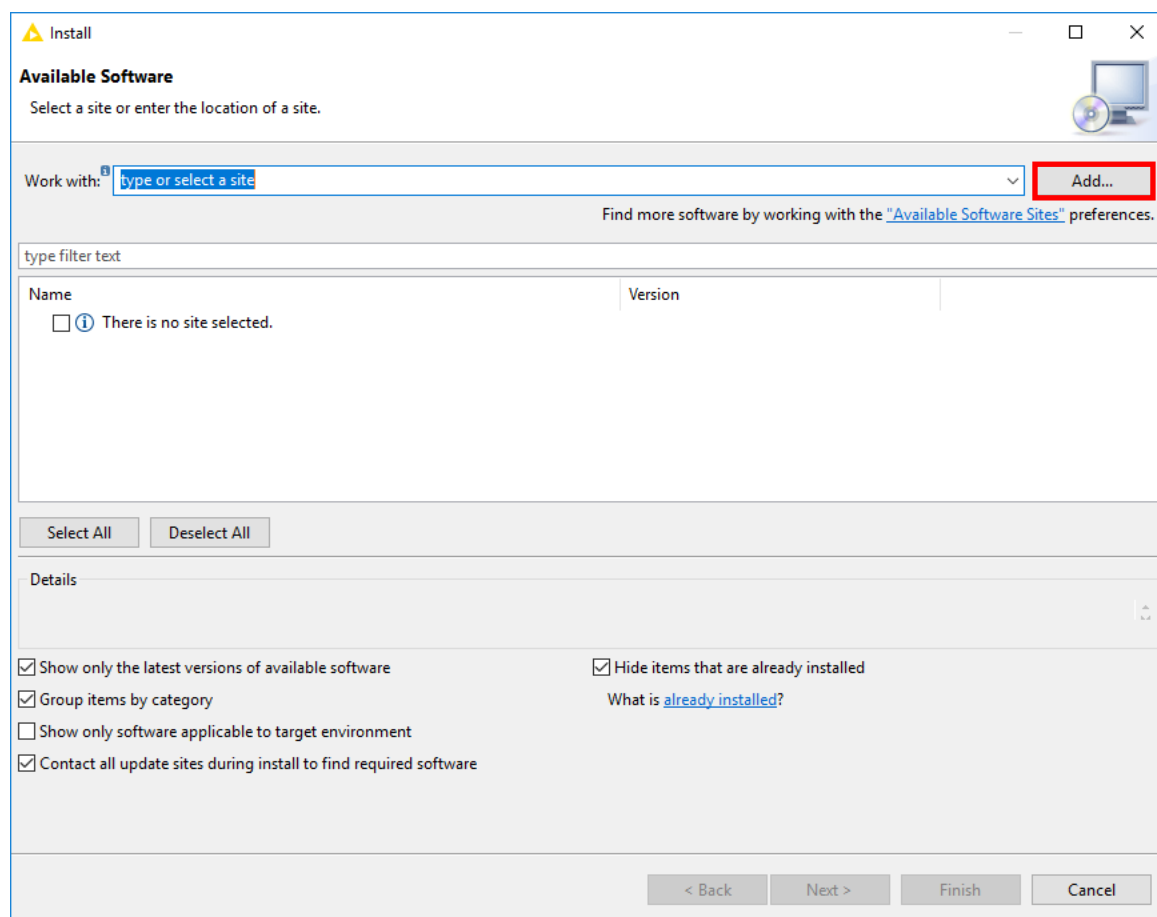 Install
Available Software
Select a site or enter the location of a site.
Work with: type or select a site Add...
Find more software by working with the "Available Software Sites" preferences.
type filter text
Name Version
There is no site selected.
Select All Deselect All
Details
Show only the latest versions of available software Hide items that are already installed
Group items by category What is already installed?
Show only software applicable to target environment
Contact all update sites during install to find required software
< Back Next > Finish Cancel